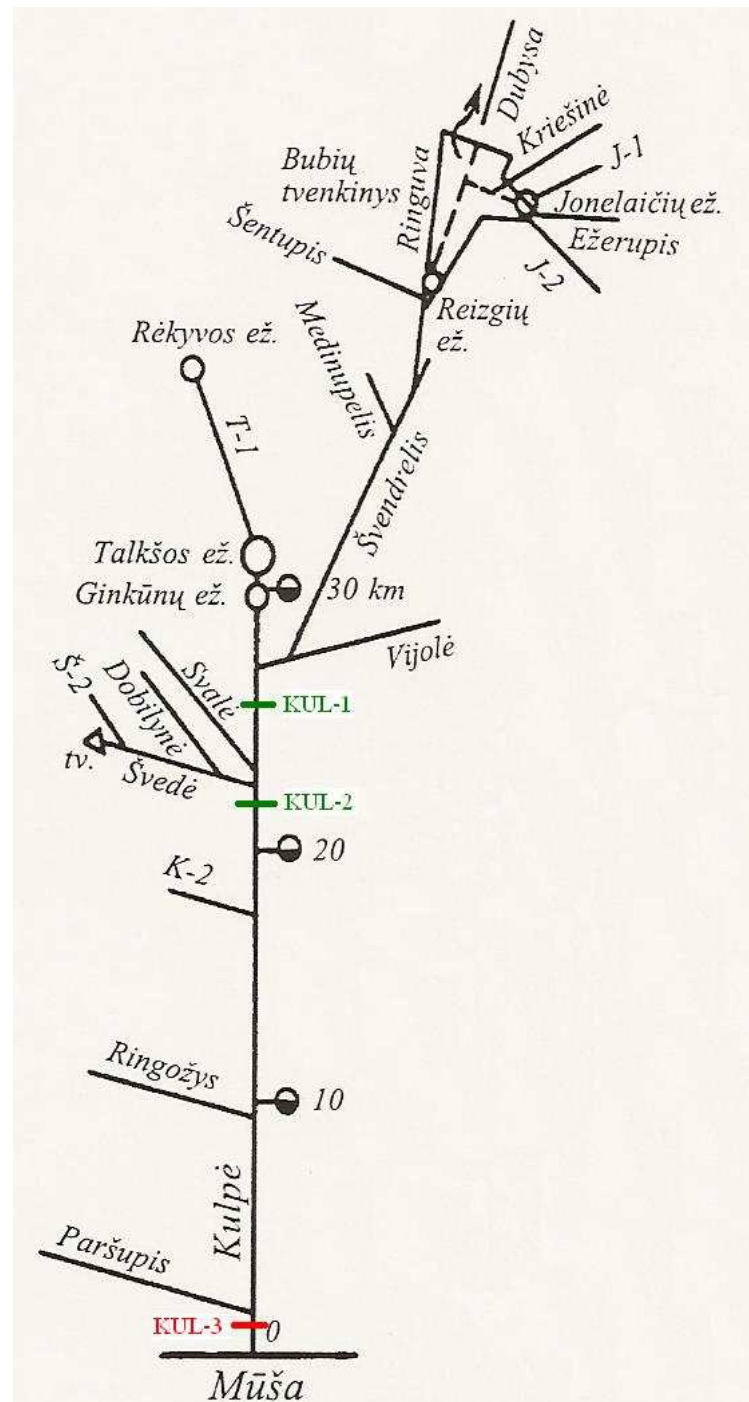 Dubysa
Kriešinė
J-1
Bubių
tvenkinys
Ringuva
Jonelaičių ež.
Ežerupis
J-2
Šentupis
Reizgių
ež.
Rėkyvos ež.
Medinupelis
T-1
Švendrelis
Talkšos ež.
Ginkūnų ež.
30 km
Vijolė
Svalė
Dobilynė
Š-2
KUL-1
tv.
Švedė
KUL-2
20
K-2
Ringožys
10
Kulpė
Paršupis
KUL-3
0
Mūša